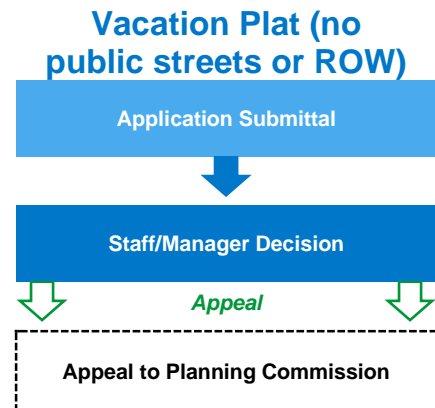 Vacation Plat (no
public streets or ROW)
Application Submittal
Staff/Manager Decision
Appeal
Appeal to Planning Commission